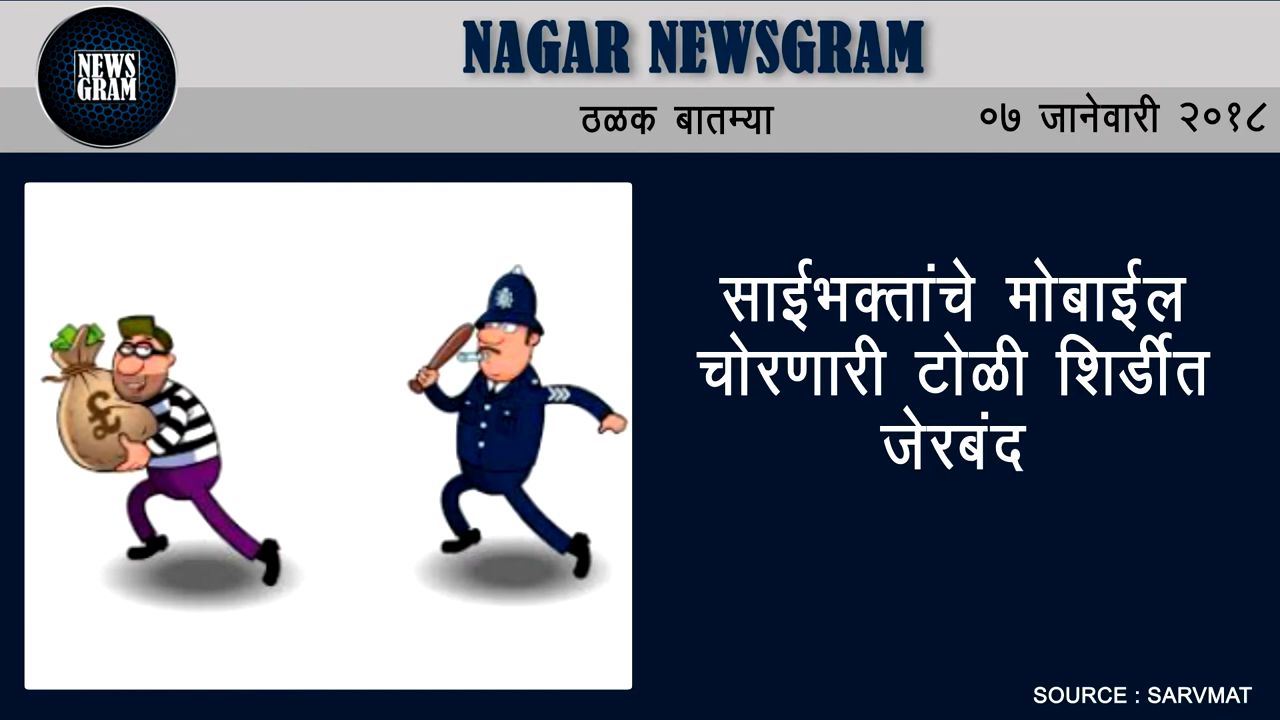 NEWS
GRAM
NAGAR NEWSGRAM
ठळक बातम्या
०७ जानेवारी २०१८
£
साईभक्तांचे मोबाईल
चोरणारी टोळी शिर्डीत
जेरबंद
SOURCE : SARVMAT